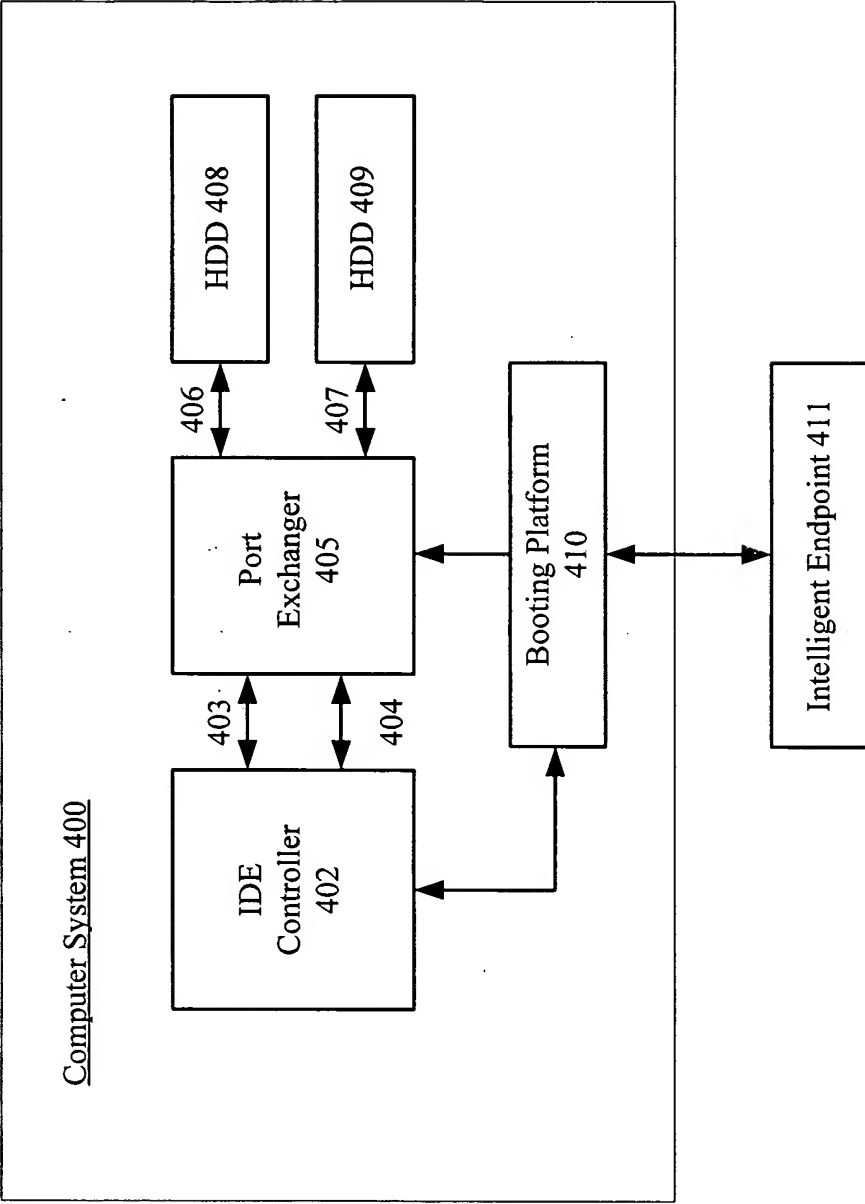 Computer System 400
IDE
Controller
402
403
404
Port
Exchanger
405
406
407
HDD 408
HDD 409
Booting Platform
410
Intelligent Endpoint 411